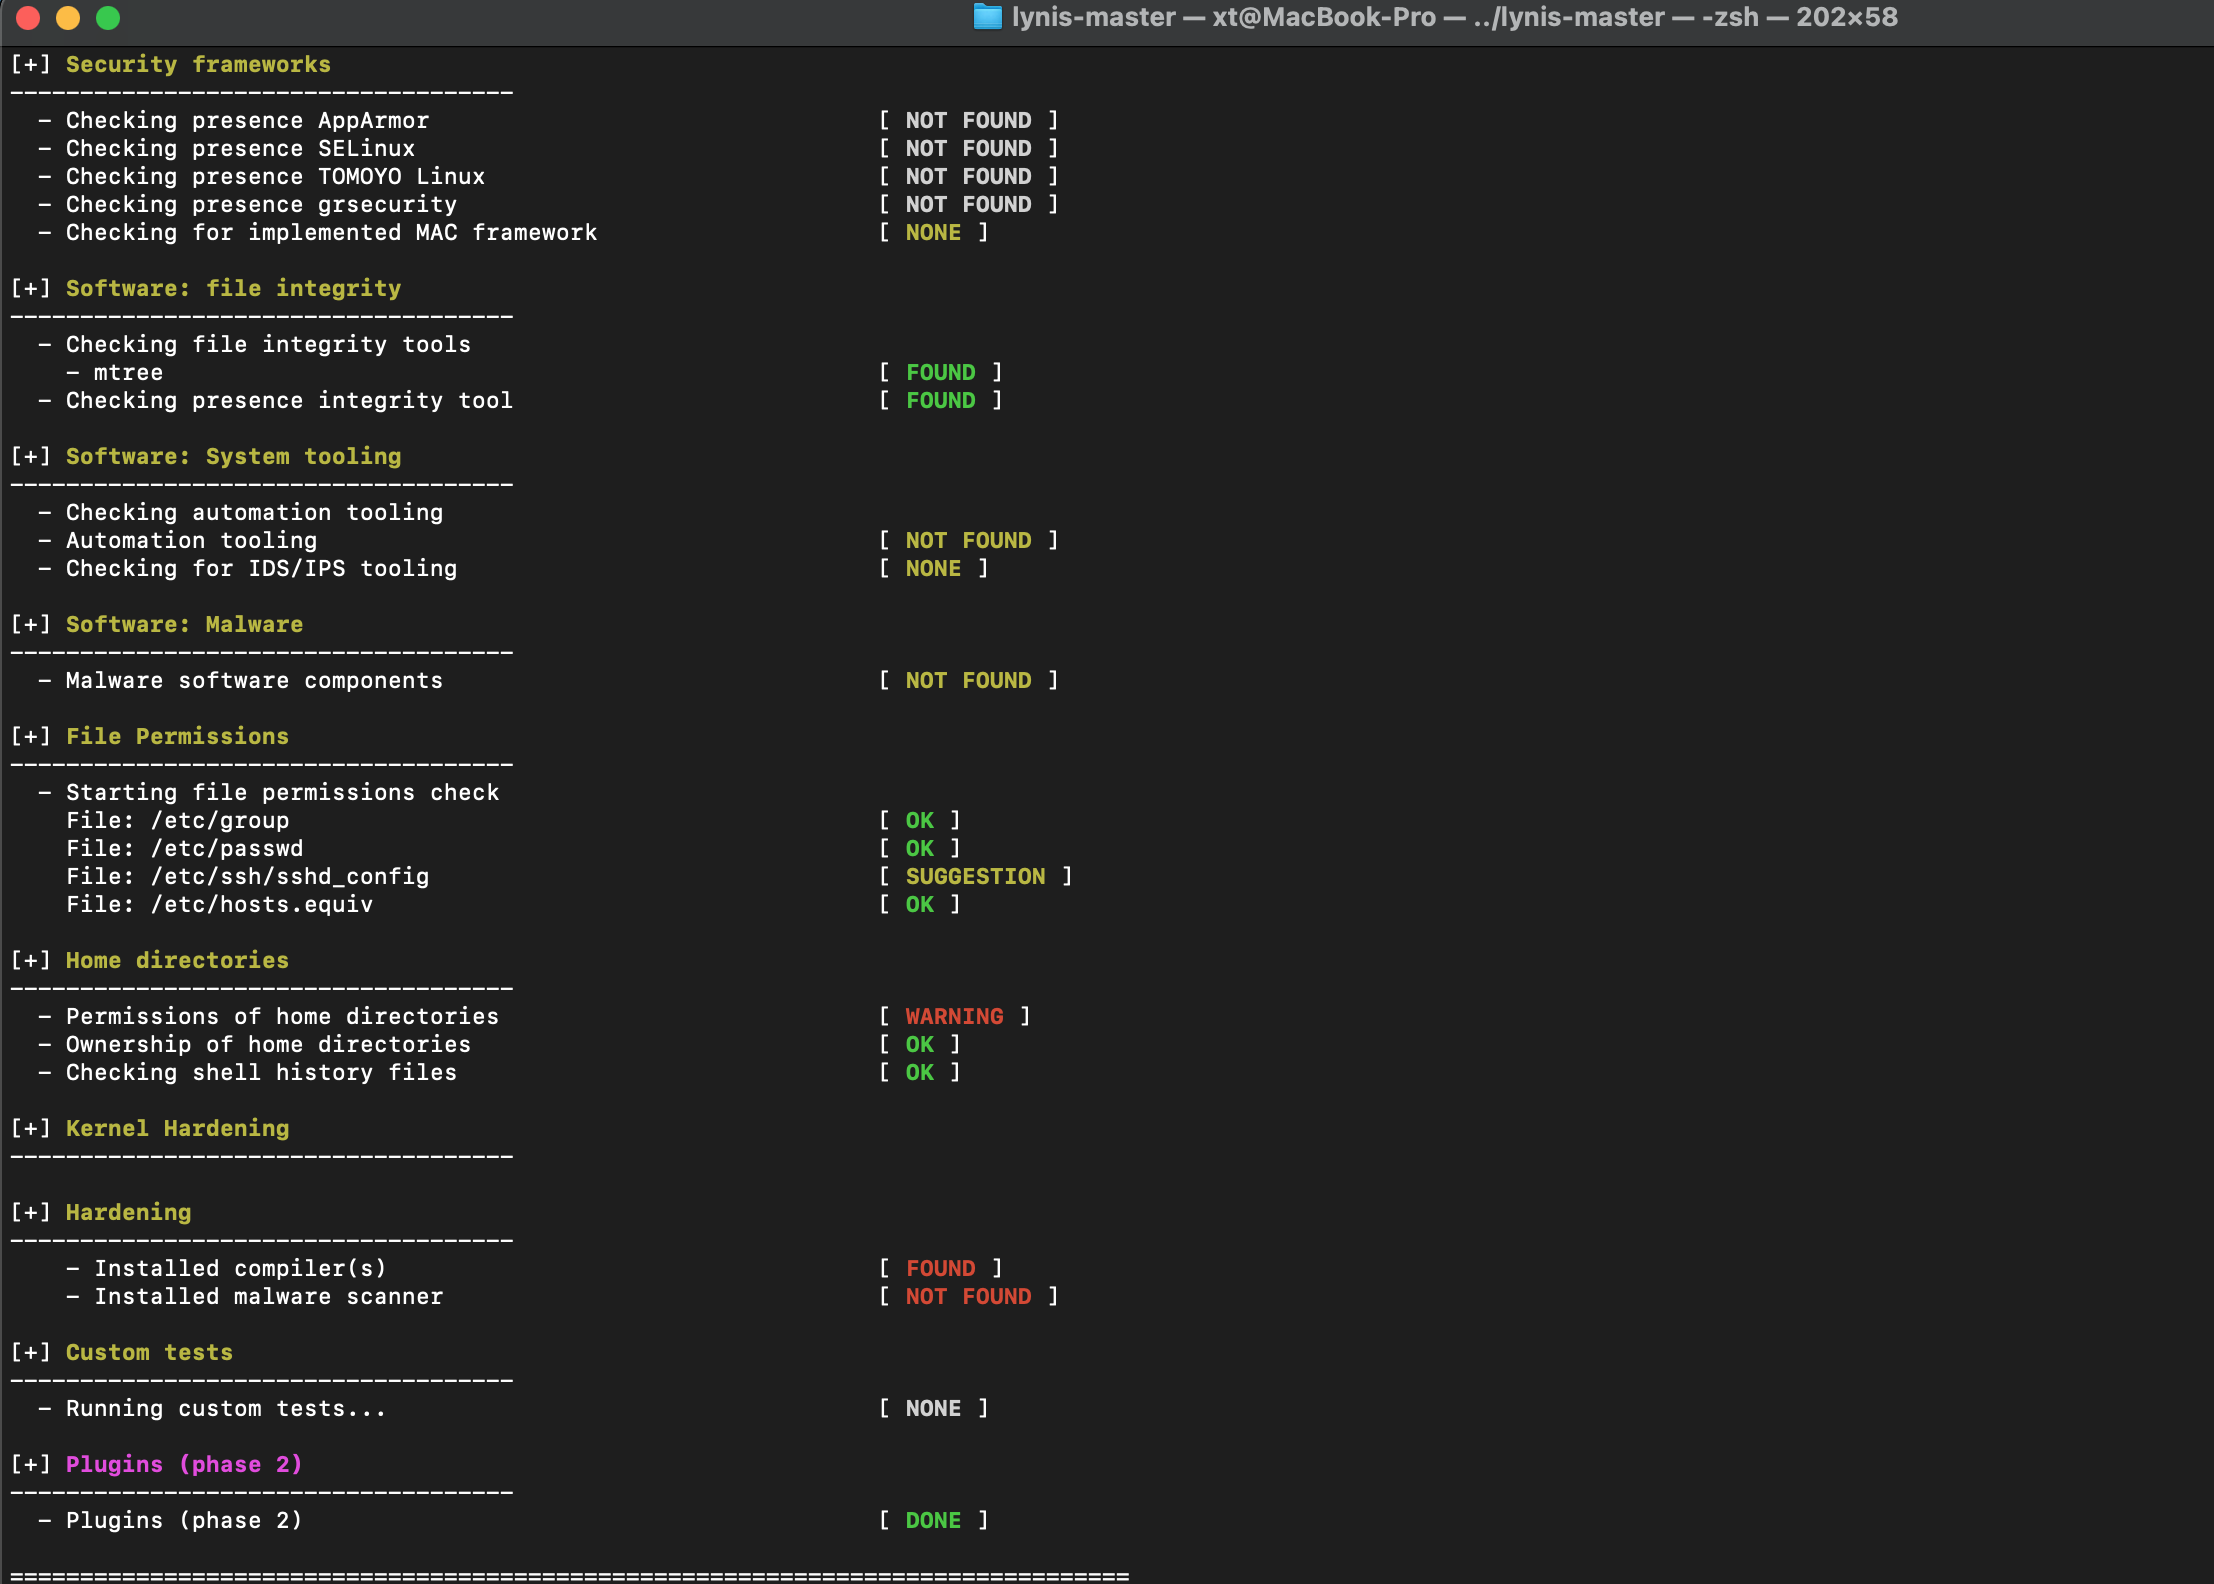 lynis-master — xt@MacBook-Pro — ../lynis-master — -zsh — 202×58
[+] Security frameworks
------------------------------------
  - Checking presence AppArmor                              [ NOT FOUND ]
  - Checking presence SELinux                               [ NOT FOUND ]
  - Checking presence TOMOYO Linux                          [ NOT FOUND ]
  - Checking presence grsecurity                            [ NOT FOUND ]
  - Checking for implemented MAC framework                  [ NONE ]
[+] Software: file integrity
------------------------------------
  - Checking file integrity tools
    - mtree                                                 [ FOUND ]
  - Checking presence integrity tool                        [ FOUND ]
[+] Software: System tooling
------------------------------------
  - Checking automation tooling
  - Automation tooling                                      [ NOT FOUND ]
  - Checking for IDS/IPS tooling                            [ NONE ]
[+] Software: Malware
------------------------------------
  - Malware software components                             [ NOT FOUND ]
[+] File Permissions
------------------------------------
  - Starting file permissions check
    File: /etc/group                                        [ OK ]
    File: /etc/passwd                                       [ OK ]
    File: /etc/ssh/sshd_config                              [ SUGGESTION ]
    File: /etc/hosts.equiv                                  [ OK ]
[+] Home directories
------------------------------------
  - Permissions of home directories                         [ WARNING ]
  - Ownership of home directories                           [ OK ]
  - Checking shell history files                            [ OK ]
[+] Kernel Hardening
------------------------------------
[+] Hardening
------------------------------------
    - Installed compiler(s)                                 [ FOUND ]
    - Installed malware scanner                             [ NOT FOUND ]
[+] Custom tests
------------------------------------
  - Running custom tests...                                 [ NONE ]
[+] Plugins (phase 2)
------------------------------------
  - Plugins (phase 2)                                       [ DONE ]
================================================================================